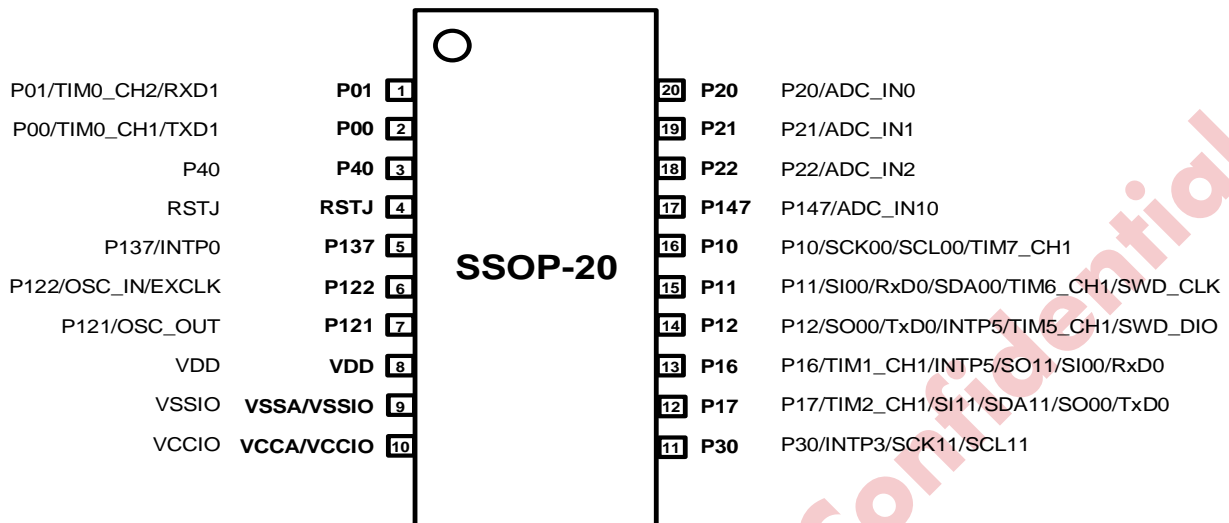 P01/TIM0_CH2/RXD1 P01 1 20 P20 P20/ADC_IN0
P00/TIM0_CH1/TXD1 P00 2 19 P21 P21/ADC_IN1
P40 P40 3 18 P22 P22/ADC_IN2
RSTJ RSTJ 4 17 P147 P147/ADC_IN10
P137/INTP0 P137 5 16 P10 P10/SCK00/SCL00/TIM7_CH1
SSOP-20
P122/OSC_IN/EXCLK P122 6 15 P11 P11/SI00/RxD0/SDA00/TIM6_CH1/SWD_CLK
P121/OSC_OUT P121 7 14 P12 P12/SO00/TxD0/INTP5/TIM5_CH1/SWD_DIO
VDD VDD 8 13 P16 P16/TIM1_CH1/INTP5/SO11/SI00/RxD0
VSSIO VSSA/VSSIO 9 12 P17 P17/TIM2_CH1/SI11/SDA11/SO00/TxD0
VCCIO VCCA/VCCIO 10 11 P30 P30/INTP3/SCK11/SCL11
Confidential